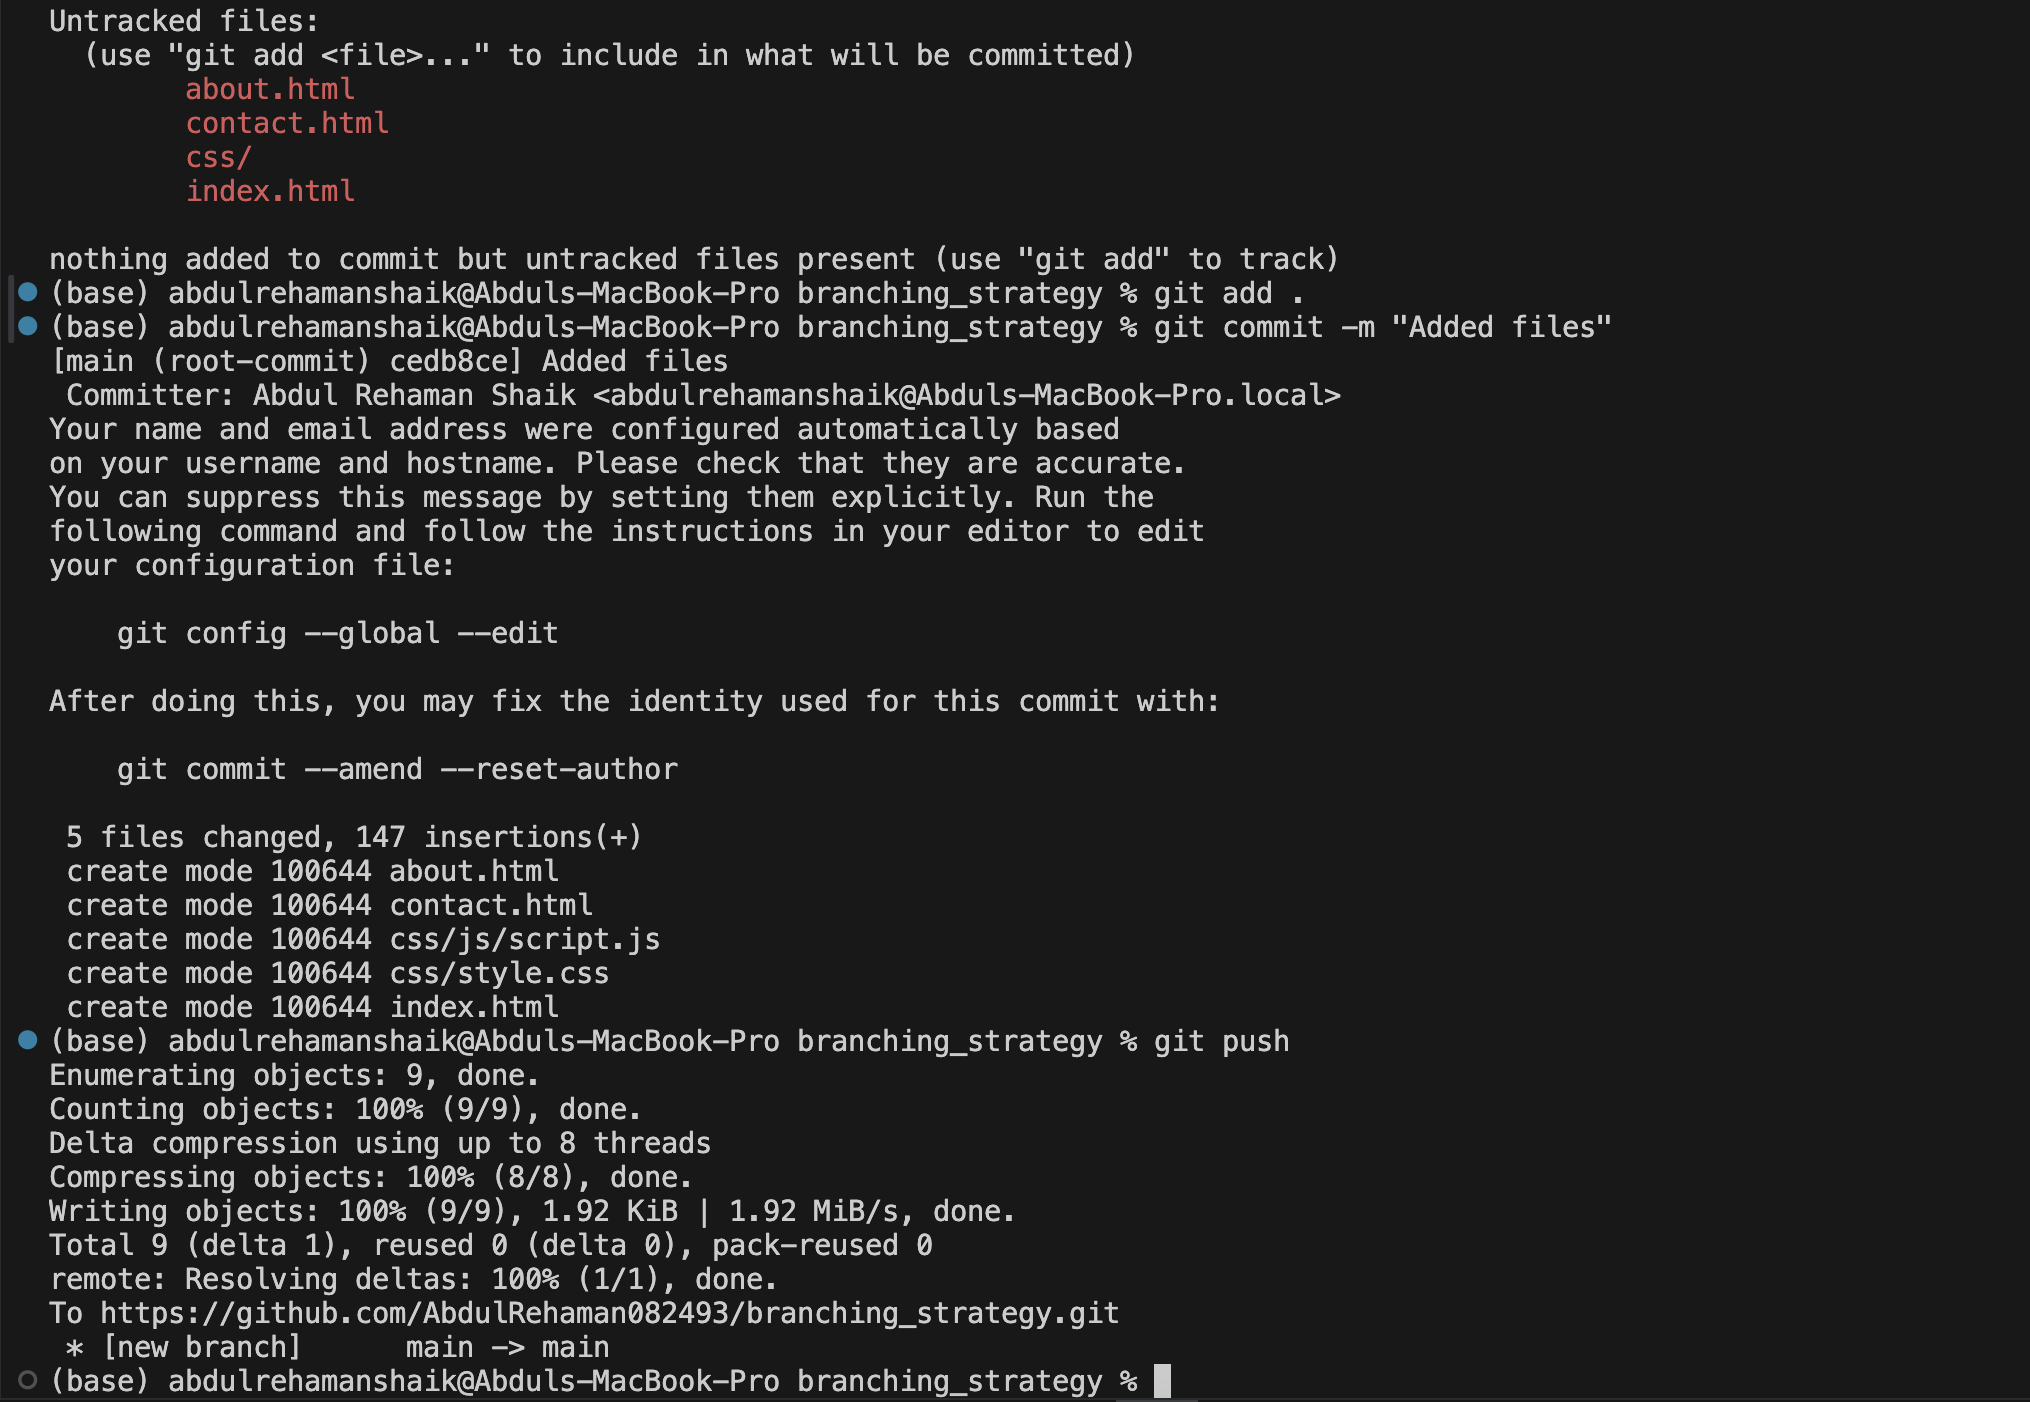 Untracked files:
  (use "git add <file>..." to include in what will be committed)
        about.html
        contact.html
        css/
        index.html

nothing added to commit but untracked files present (use "git add" to track)
(base) abdulrehamanshaik@Abduls-MacBook-Pro branching_strategy % git add .
(base) abdulrehamanshaik@Abduls-MacBook-Pro branching_strategy % git commit -m "Added files"
[main (root-commit) cedb8ce] Added files
 Committer: Abdul Rehaman Shaik <abdulrehamanshaik@Abduls-MacBook-Pro.local>
Your name and email address were configured automatically based
on your username and hostname. Please check that they are accurate.
You can suppress this message by setting them explicitly. Run the
following command and follow the instructions in your editor to edit
your configuration file:

    git config --global --edit

After doing this, you may fix the identity used for this commit with:

    git commit --amend --reset-author

 5 files changed, 147 insertions(+)
 create mode 100644 about.html
 create mode 100644 contact.html
 create mode 100644 css/js/script.js
 create mode 100644 css/style.css
 create mode 100644 index.html
(base) abdulrehamanshaik@Abduls-MacBook-Pro branching_strategy % git push
Enumerating objects: 9, done.
Counting objects: 100% (9/9), done.
Delta compression using up to 8 threads
Compressing objects: 100% (8/8), done.
Writing objects: 100% (9/9), 1.92 KiB | 1.92 MiB/s, done.
Total 9 (delta 1), reused 0 (delta 0), pack-reused 0
remote: Resolving deltas: 100% (1/1), done.
To https://github.com/AbdulRehaman082493/branching_strategy.git
 * [new branch]      main -> main
(base) abdulrehamanshaik@Abduls-MacBook-Pro branching_strategy %